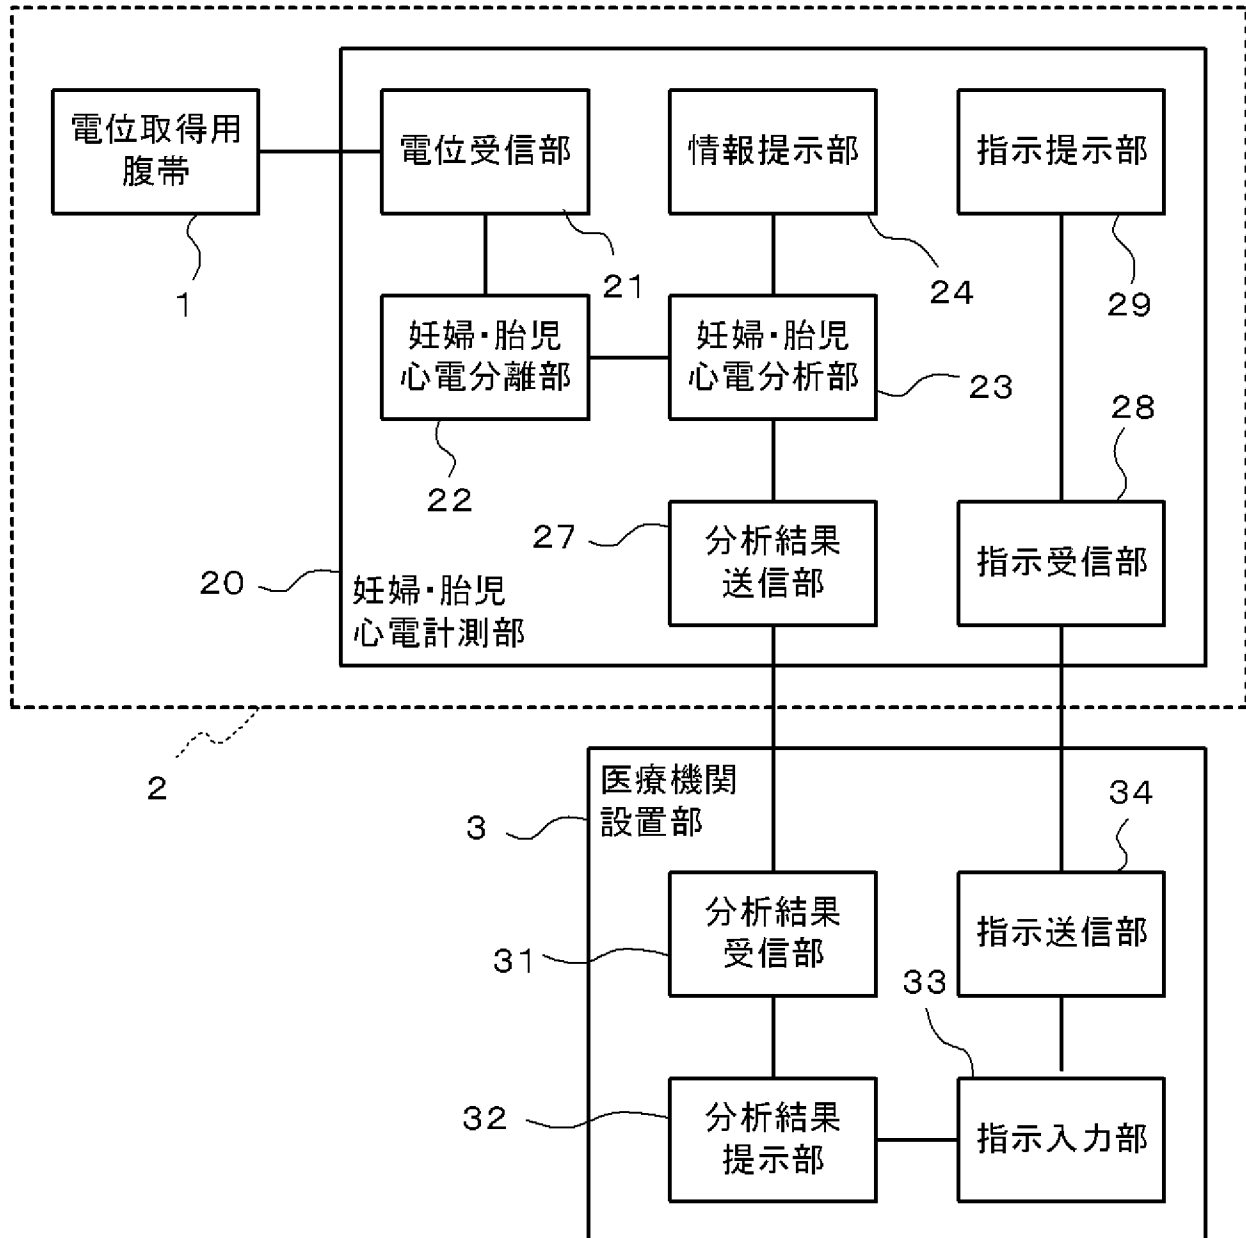 電位取得用
腹帯
1
電位受信部
21
情報提示部
24
指示提示部
29
妊婦・胎児
心電分離部
22
妊婦・胎児
心電分析部
23
28
27
分析結果
送信部
指示受信部
20
妊婦・胎児
心電計測部
2
医療機関
設置部
3
34
分析結果
受信部
31
指示送信部
33
32
分析結果
提示部
指示入力部